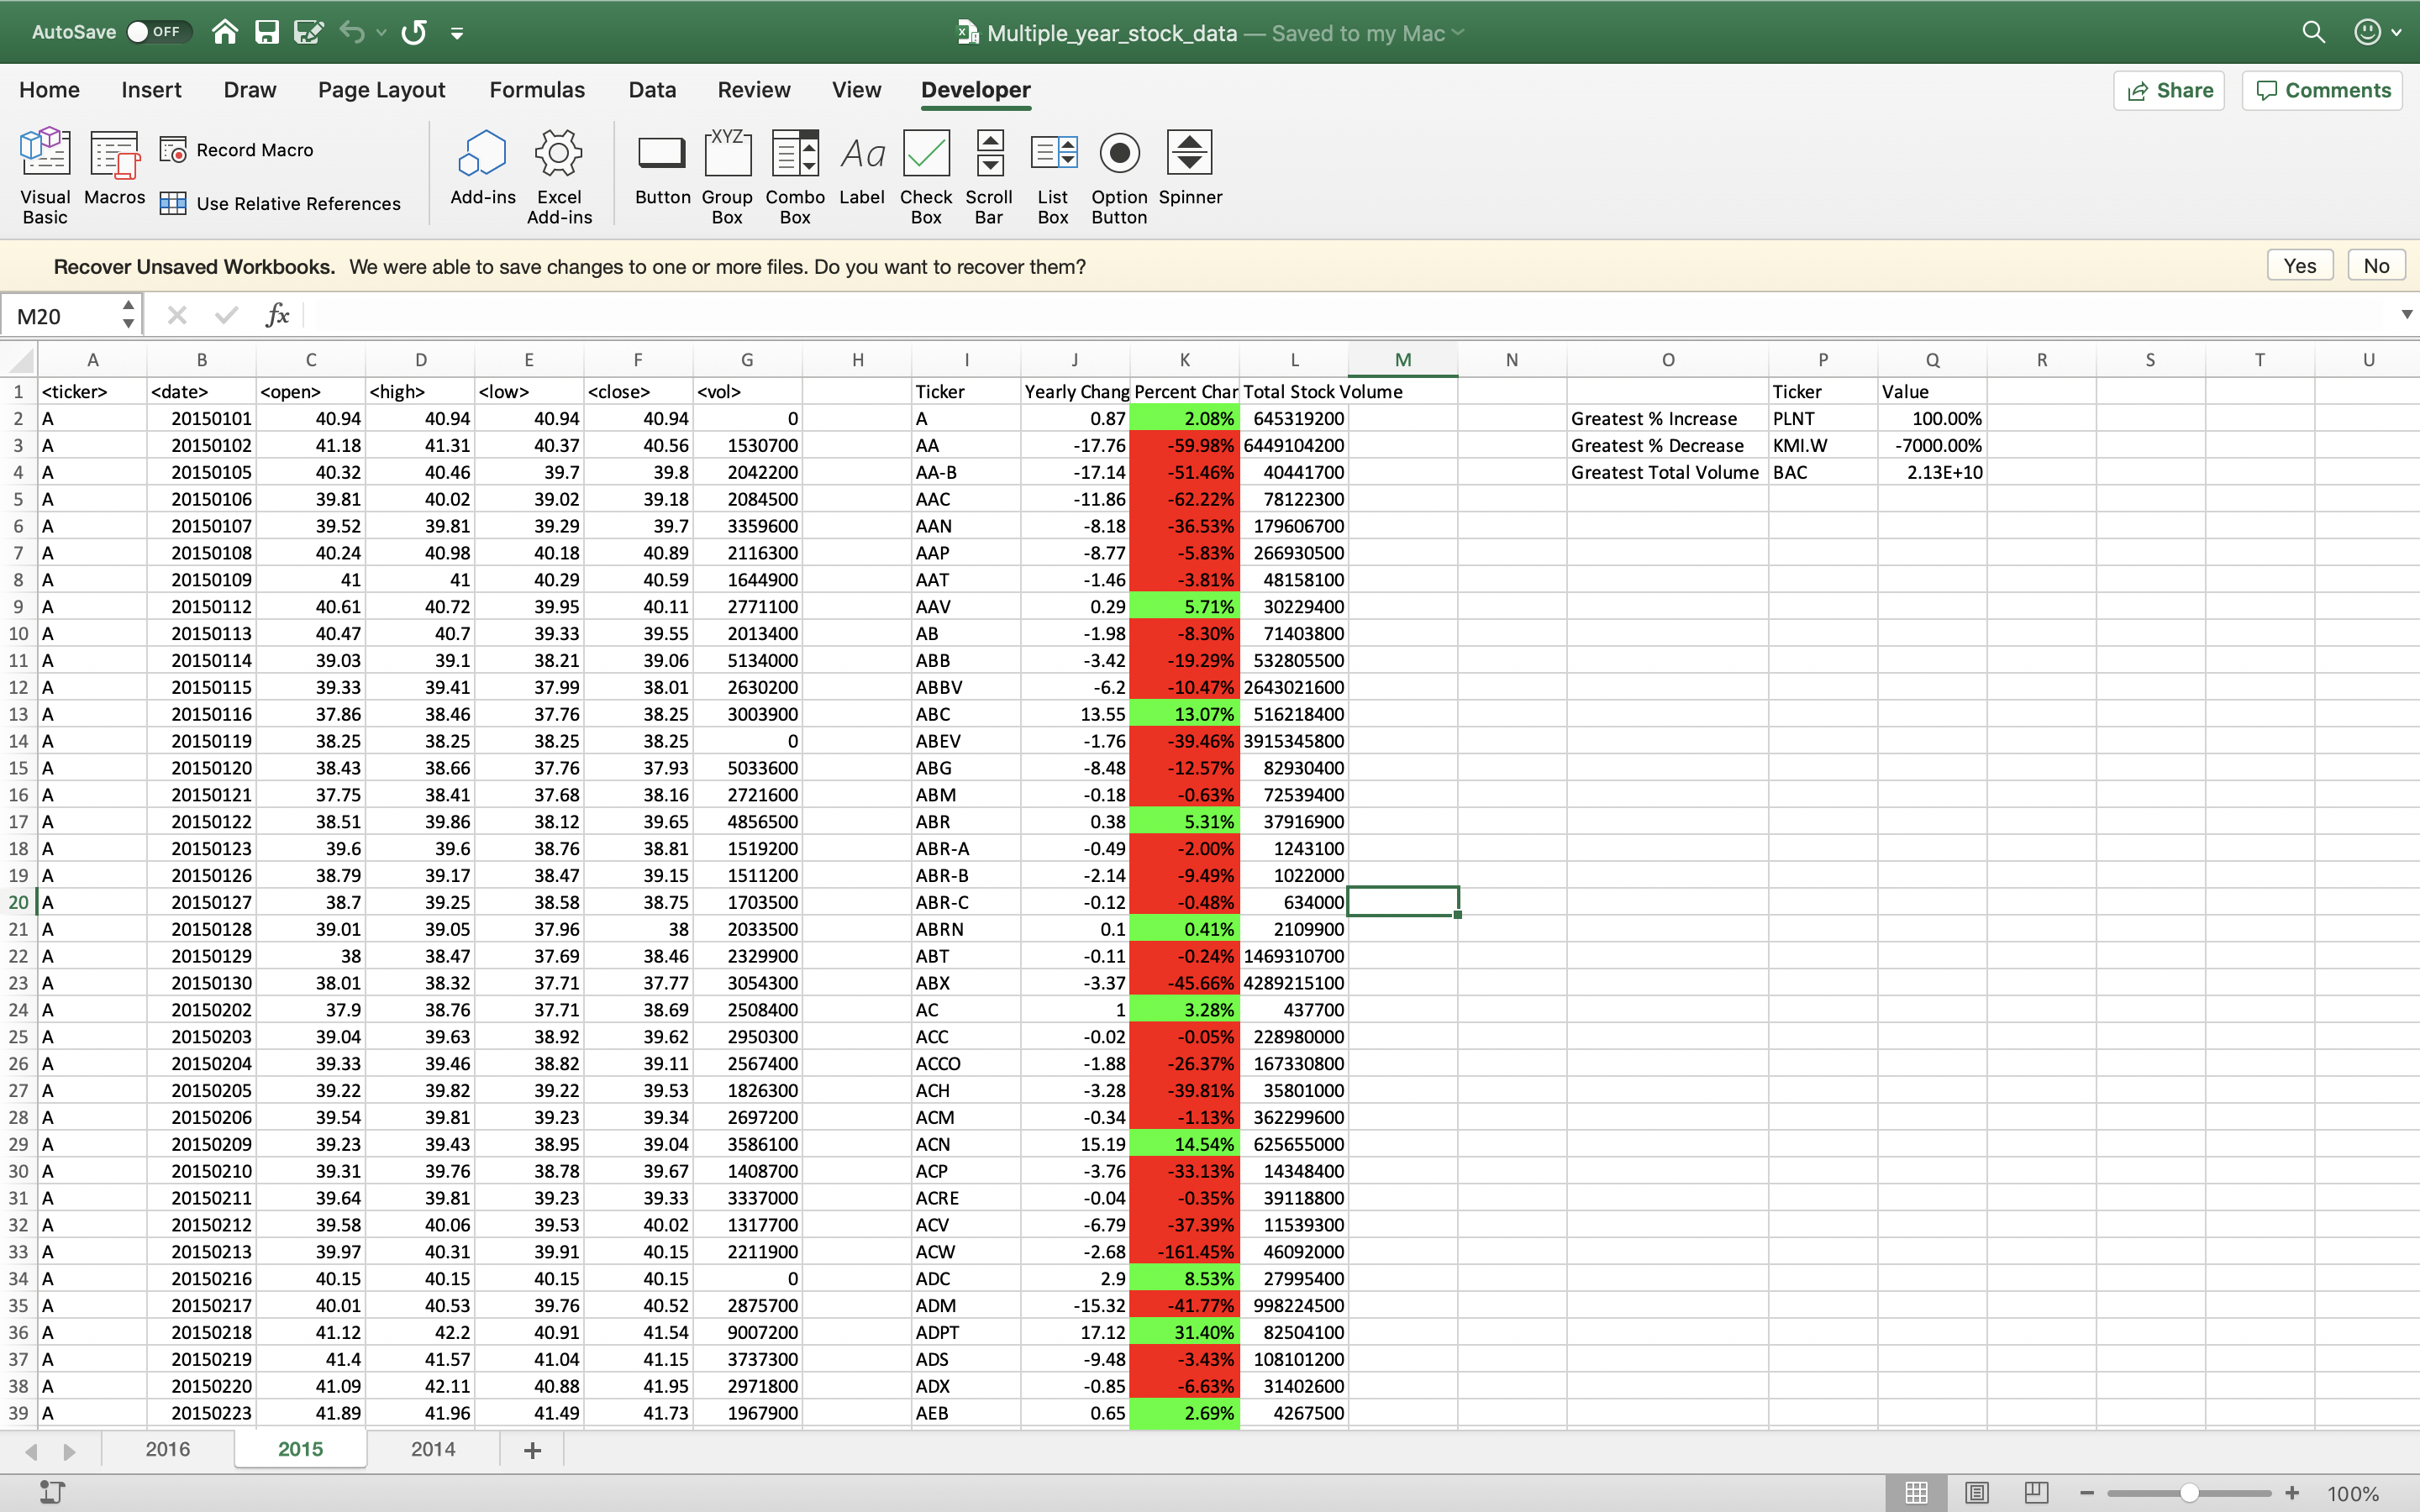 AutoSave OFF Multiple_year_stock_data — Saved to my Mac
Home Insert Draw Page Layout Formulas Data Review View Developer Share Comments
Visual Basic Macros Record Macro Use Relative References Add-ins Excel Add-ins Button XYZ Group Box Combo Box Aa Label Check Box Scroll Bar List Box Option Button Spinner
Recover Unsaved Workbooks. We were able to save changes to one or more files. Do you want to recover them? Yes No
M20 fx
A B C D E F G H I J K L M N O P Q R S T U
1 <ticker> <date> <open> <high> <low> <close> <vol> Ticker Yearly Chang Percent Char Total Stock Volume Ticker Value
2 A 20150101 40.94 40.94 40.94 40.94 0 A 0.87 2.08% 645319200 Greatest % Increase PLNT 100.00%
3 A 20150102 41.18 41.31 40.37 40.56 1530700 AA -17.76 -59.98% 6449104200 Greatest % Decrease KMI.W -7000.00%
4 A 20150105 40.32 40.46 39.7 39.8 2042200 AA-B -17.14 -51.46% 40441700 Greatest Total Volume BAC 2.13E+10
5 A 20150106 39.81 40.02 39.02 39.18 2084500 AAC -11.86 -62.22% 78122300
6 A 20150107 39.52 39.81 39.29 39.7 3359600 AAN -8.18 -36.53% 179606700
7 A 20150108 40.24 40.98 40.18 40.89 2116300 AAP -8.77 -5.83% 266930500
8 A 20150109 41 41 40.29 40.59 1644900 AAT -1.46 -3.81% 48158100
9 A 20150112 40.61 40.72 39.95 40.11 2771100 AAV 0.29 5.71% 30229400
10 A 20150113 40.47 40.7 39.33 39.55 2013400 AB -1.98 -8.30% 71403800
11 A 20150114 39.03 39.1 38.21 39.06 5134000 ABB -3.42 -19.29% 532805500
12 A 20150115 39.33 39.41 37.99 38.01 2630200 ABBV -6.2 -10.47% 2643021600
13 A 20150116 37.86 38.46 37.76 38.25 3003900 ABC 13.55 13.07% 516218400
14 A 20150119 38.25 38.25 38.25 38.25 0 ABEV -1.76 -39.46% 3915345800
15 A 20150120 38.43 38.66 37.76 37.93 5033600 ABG -8.48 -12.57% 82930400
16 A 20150121 37.75 38.41 37.68 38.16 2721600 ABM -0.18 -0.63% 72539400
17 A 20150122 38.51 39.86 38.12 39.65 4856500 ABR 0.38 5.31% 37916900
18 A 20150123 39.6 39.6 38.76 38.81 1519200 ABR-A -0.49 -2.00% 1243100
19 A 20150126 38.79 39.17 38.47 39.15 1511200 ABR-B -2.14 -9.49% 1022000
20 A 20150127 38.7 39.25 38.58 38.75 1703500 ABR-C -0.12 -0.48% 634000
21 A 20150128 39.01 39.05 37.96 38 2033500 ABRN 0.1 0.41% 2109900
22 A 20150129 38 38.47 37.69 38.46 2329900 ABT -0.11 -0.24% 1469310700
23 A 20150130 38.01 38.32 37.71 37.77 3054300 ABX -3.37 -45.66% 4289215100
24 A 20150202 37.9 38.76 37.71 38.69 2508400 AC 1 3.28% 437700
25 A 20150203 39.04 39.63 38.92 39.62 2950300 ACC -0.02 -0.05% 228980000
26 A 20150204 39.33 39.46 38.82 39.11 2567400 ACCO -1.88 -26.37% 167330800
27 A 20150205 39.22 39.82 39.22 39.53 1826300 ACH -3.28 -39.81% 35801000
28 A 20150206 39.54 39.81 39.23 39.34 2697200 ACM -0.34 -1.13% 362299600
29 A 20150209 39.23 39.43 38.95 39.04 3586100 ACN 15.19 14.54% 625655000
30 A 20150210 39.31 39.76 38.78 39.67 1408700 ACP -3.76 -33.13% 14348400
31 A 20150211 39.64 39.81 39.23 39.33 3337000 ACRE -0.04 -0.35% 39118800
32 A 20150212 39.58 40.06 39.53 40.02 1317700 ACV -6.79 -37.39% 11539300
33 A 20150213 39.97 40.31 39.91 40.15 2211900 ACW -2.68 -161.45% 46092000
34 A 20150216 40.15 40.15 40.15 40.15 0 ADC 2.9 8.53% 27995400
35 A 20150217 40.01 40.53 39.76 40.52 2875700 ADM -15.32 -41.77% 998224500
36 A 20150218 41.12 42.2 40.91 41.54 9007200 ADPT 17.12 31.40% 82504100
37 A 20150219 41.4 41.57 41.04 41.15 3737300 ADS -9.48 -3.43% 108101200
38 A 20150220 41.09 42.11 40.88 41.95 2971800 ADX -0.85 -6.63% 31402600
39 A 20150223 41.89 41.96 41.49 41.73 1967900 AEB 0.65 2.69% 4267500
2016 2015 2014 +
100%